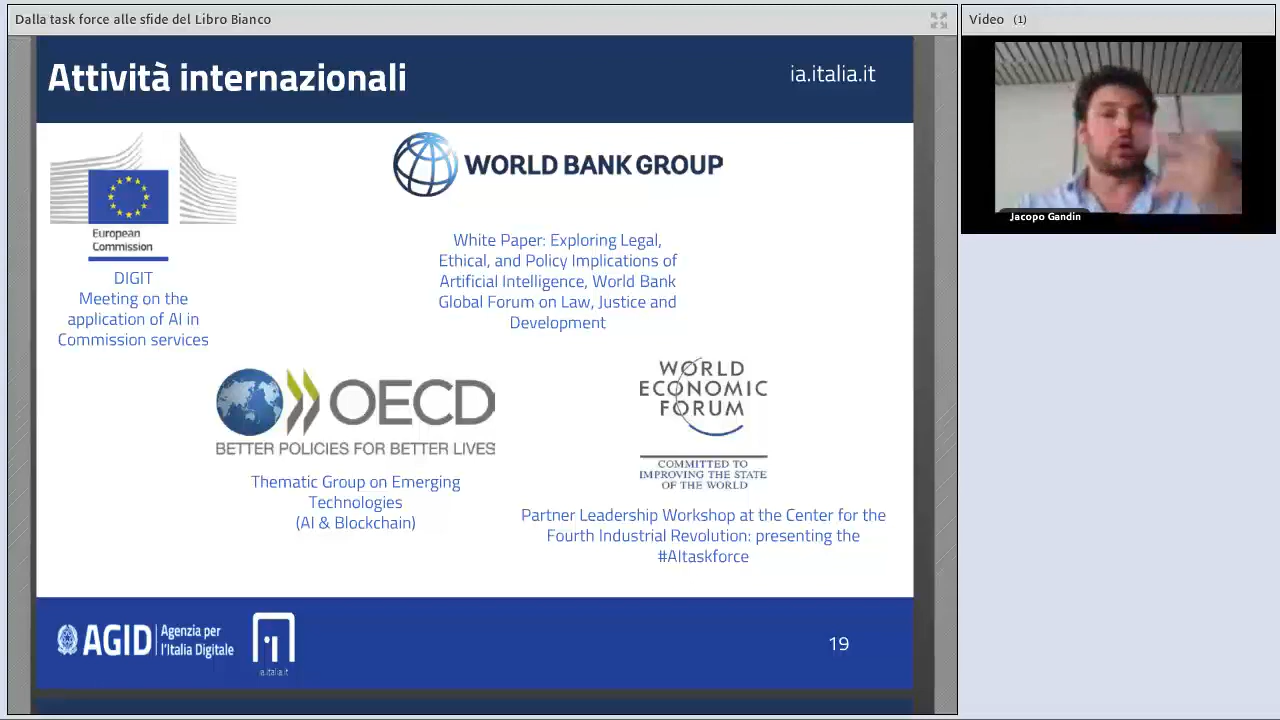 Dalla task force alle sfide del Libro Bianco
Video (1)
Attività internazionali
ia.italia.it
Jacopo Gandin
WORLD BANK GROUP
European
Commission
DIGIT
Meeting on the
application of AI in
Commission services
White Paper: Exploring Legal,
Ethical, and Policy Implications of
Artificial Intelligence, World Bank
Global Forum on Law, Justice and
Development
OECD
BETTER POLICIES FOR BETTER LIVES
Thematic Group on Emerging
Technologies
(AI & Blockchain)
WORLD
ECONOMIC
FORUM
COMMITTED TO
IMPROVING THE STATE
OF THE WORLD
Partner Leadership Workshop at the Center for the
Fourth Industrial Revolution: presenting the
#AItaskforce
AGID
Agenzia per
l'Italia Digitale
ia.italia.it
19